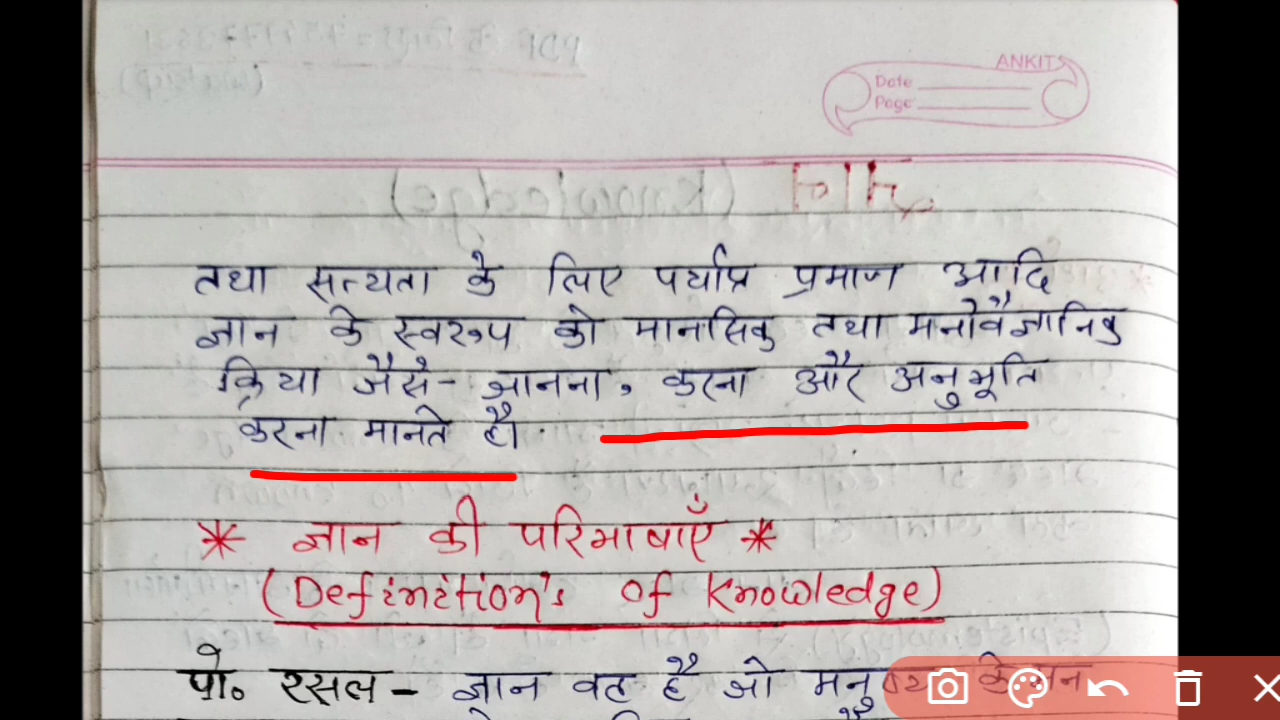 ANKIT
Date
Page
तथा सत्यता के लिए पर्याप्त प्रमाण आदि
ज्ञान के स्वरूप को मानसिक तथा मनोवैज्ञानिक
क्रिया जैसे- जानना, करना और अनुभूति
करना मानते है।
* ज्ञान की परिभाषाएँ *
(Definition's of Knowledge)
पो० रसल - ज्ञान वह है जो मनुष्य के मन